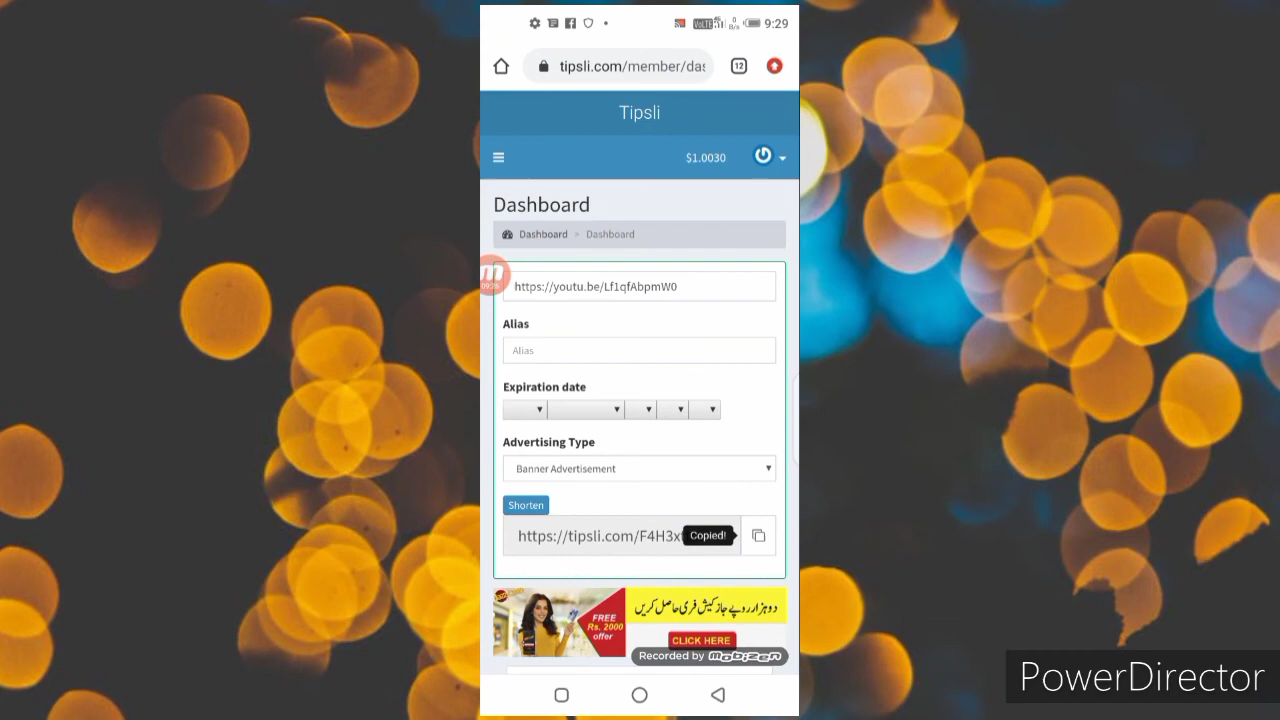 VoLTE
0
B/s
9:29
tipsli.com/member/das
12
Tipsli
$1.0030
Dashboard
Dashboard > Dashboard
https://youtu.be/Lf1qfAbpmW0
Alias
Alias
Expiration date
Advertising Type
Banner Advertisement
Shorten
https://tipsli.com/F4H3x
Copied!
دو ہزار روپے جاز کیش فری حاصل کریں
FREE
Rs. 2000
offer
CLICK HERE
Recorded by mobizen
PowerDirector